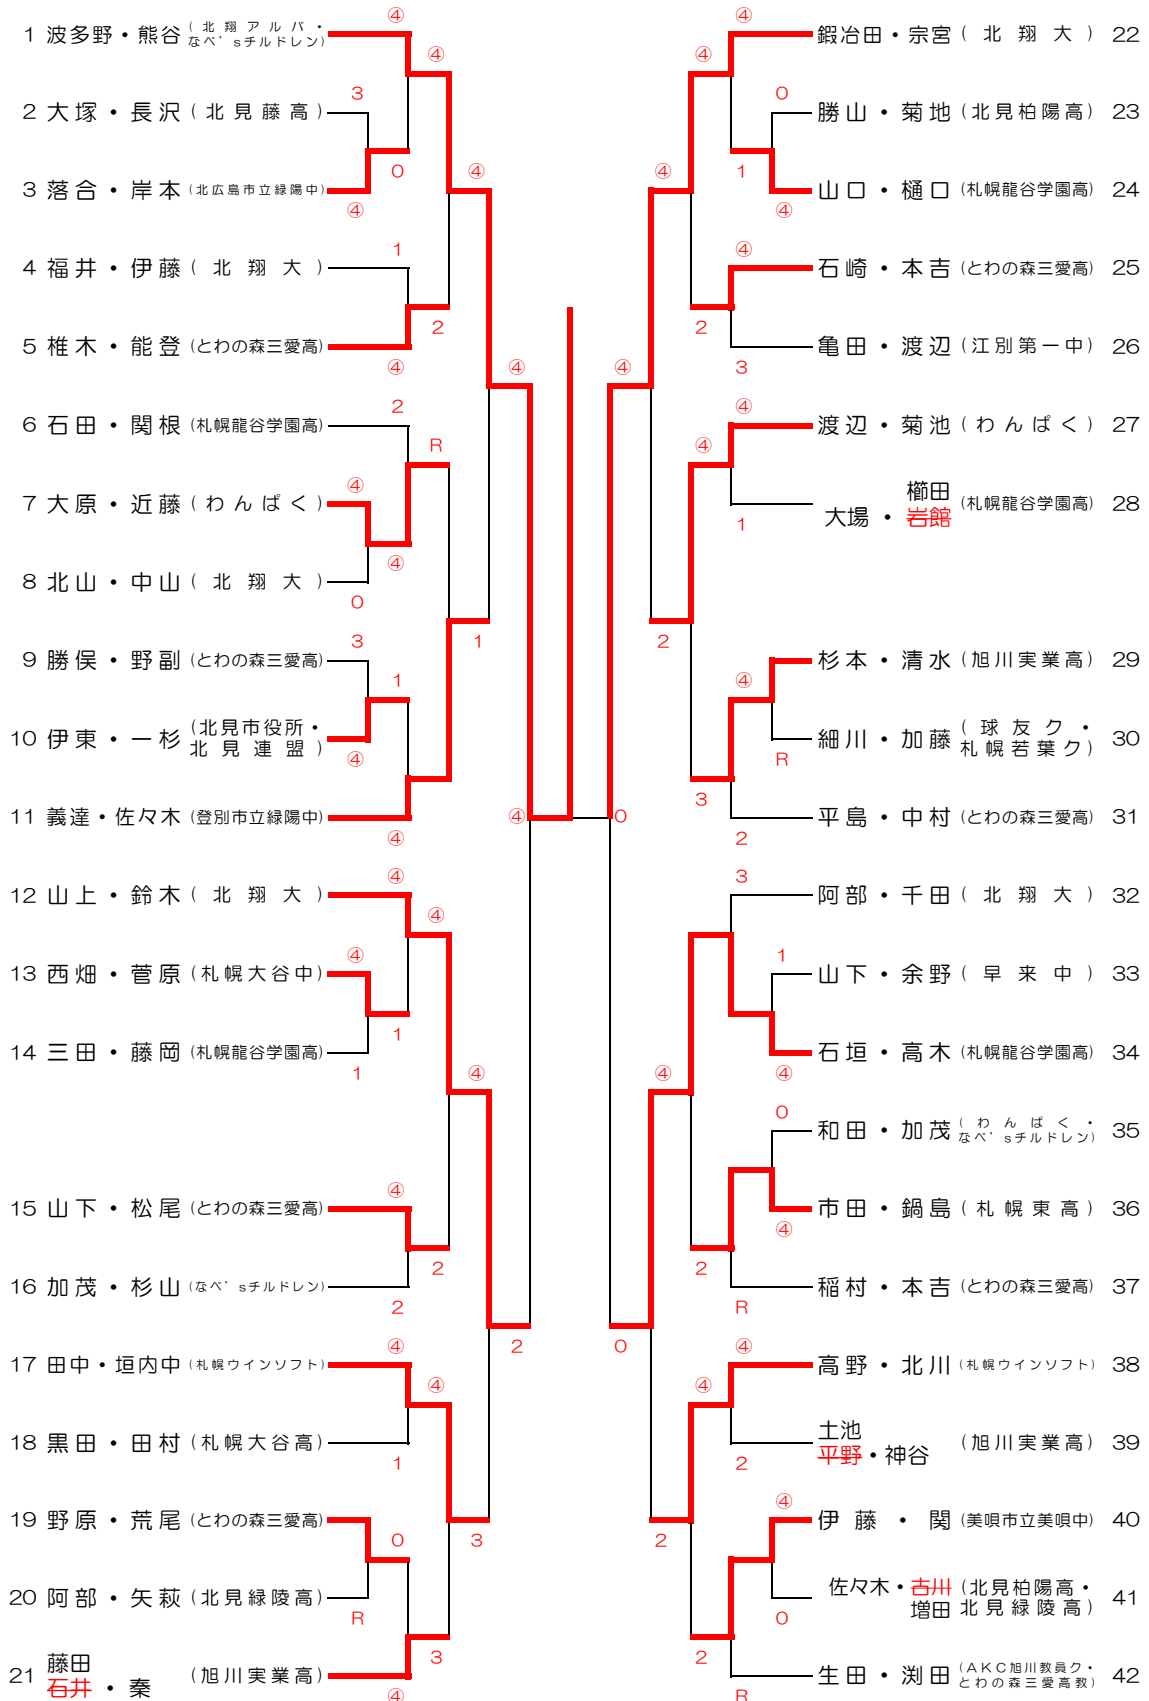 ④
1 波多野・熊谷 (北翔アルバ・
なべ’sチルドレン)
④
3
2 大塚・長沢 (北見藤高)
0
④
3 落合・岸本 (北広島市立緑陽中)
④
1
4 福井・伊藤 (北翔大)
2
5 椎木・能登 (とわの森三愛高)
④
④
2
6 石田・関根 (札幌龍谷学園高)
R
④
7 大原・近藤 (わんぱく)
④
8 北山・中山 (北翔大)
0
1
3
9 勝俣・野副 (とわの森三愛高)
1
10 伊東・一杉 (北見市役所・
北見連盟)
④
11 義達・佐々木 (登別市立緑陽中)
④
④
④
12 山上・鈴木 (北翔大)
④
④
13 西畑・菅原 (札幌大谷中)
1
14 三田・藤岡 (札幌龍谷学園高)
1
④
④
15 山下・松尾 (とわの森三愛高)
2
16 加茂・杉山 (なべ’sチルドレン)
2
2
④
17 田中・垣内中 (札幌ウインソフト)
④
18 黒田・田村 (札幌大谷高)
1
3
19 野原・荒尾 (とわの森三愛高)
0
20 阿部・矢萩 (北見緑陵高)
R
3
藤田
21 石井・秦 (旭川実業高)
④
④
鍜冶田・宗宮 (北翔大) 22
④
0
勝山・菊地 (北見柏陽高) 23
1
④
山口・樋口 (札幌龍谷学園高) 24
④
④
石崎・本吉 (とわの森三愛高) 25
2
亀田・渡辺 (江別第一中) 26
3
④
④
渡辺・菊池 (わんぱく) 27
④
櫛田
大場・岩館 (札幌龍谷学園高) 28
1
2
杉本・清水 (旭川実業高) 29
④
細川・加藤 (球友ク・
札幌若葉ク) 30
R
3
平島・中村 (とわの森三愛高) 31
2
0
3
阿部・千田 (北翔大) 32
1
山下・余野 (早来中) 33
石垣・高木 (札幌龍谷学園高) 34
④
④
0
和田・加茂 (わんぱく・
なべ’sチルドレン) 35
市田・鍋島 (札幌東高) 36
④
2
稲村・本吉 (とわの森三愛高) 37
R
0
④
高野・北川 (札幌ウインソフト) 38
④
土池
平野・神谷 (旭川実業高) 39
2
④
伊藤・関 (美唄市立美唄中) 40
2
佐々木・古川 (北見柏陽高・
増田 北見緑陵高) 41
0
2
生田・渕田 (AKC旭川教員ク・
とわの森三愛高教) 42
R